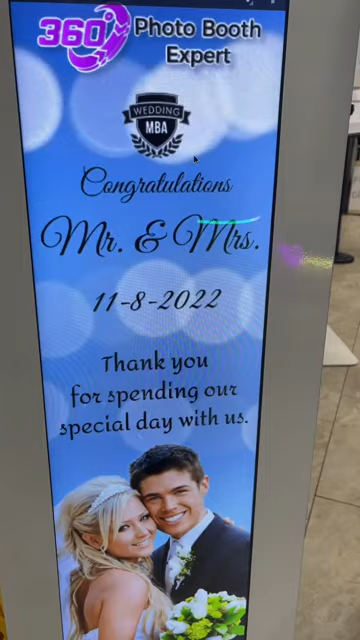 360° Photo Booth
Expert
WEDDING
MBA
Congratulations
Mr. & Mrs.
11-8-2022
Thank you
for spending our
special day with us.